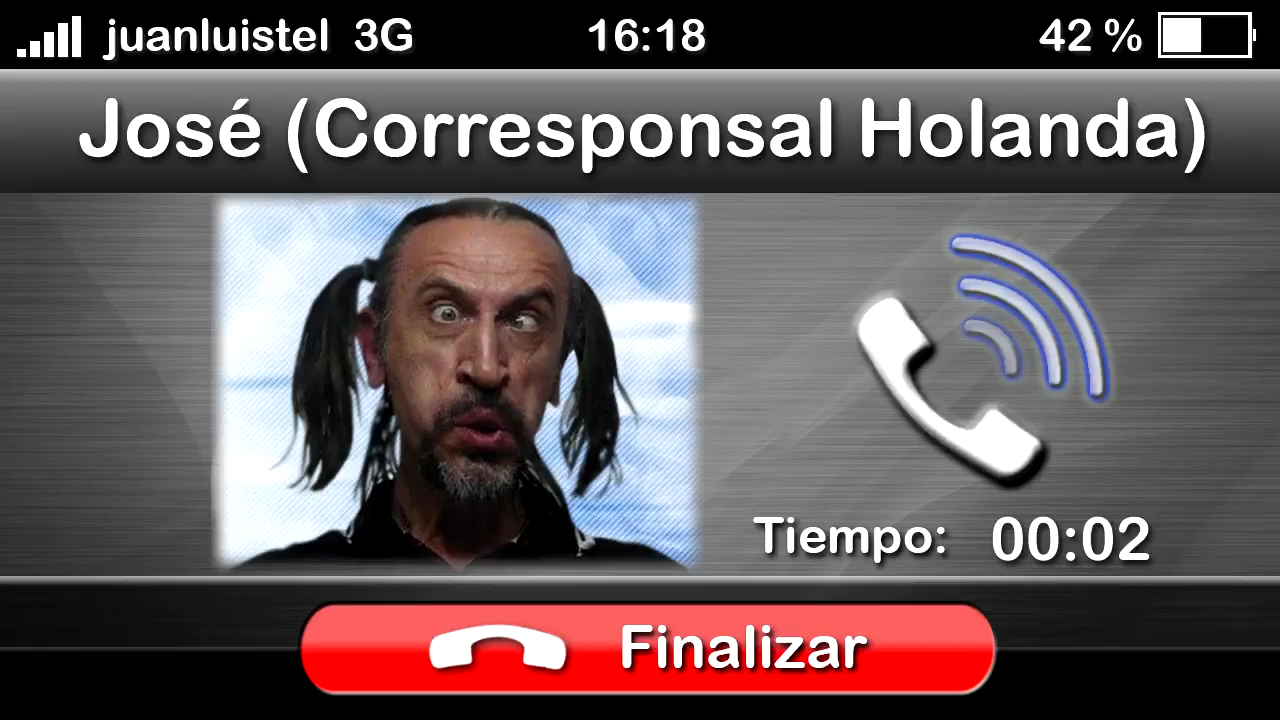 juanluistel 3G 16:18 42 %
José (Corresponsal Holanda)
Tiempo: 00:02
Finalizar